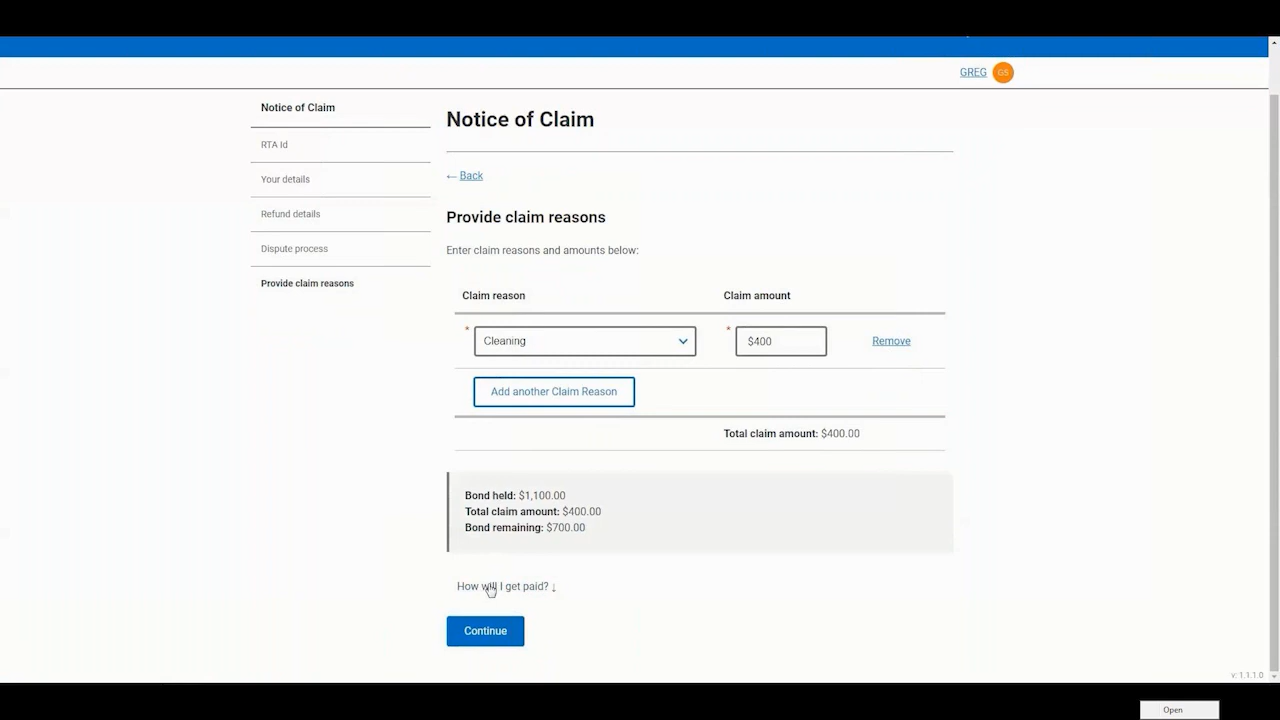 GREG GS
Notice of Claim
RTA Id
Your details
Refund details
Dispute process
Provide claim reasons
Notice of Claim
← Back
Provide claim reasons
Enter claim reasons and amounts below:
Claim reason Claim amount
* Cleaning * $400 Remove
Add another Claim Reason
Total claim amount: $400.00
Bond held: $1,100.00
Total claim amount: $400.00
Bond remaining: $700.00
How will I get paid? ↓
Continue
v: 1.1.1.0
Open